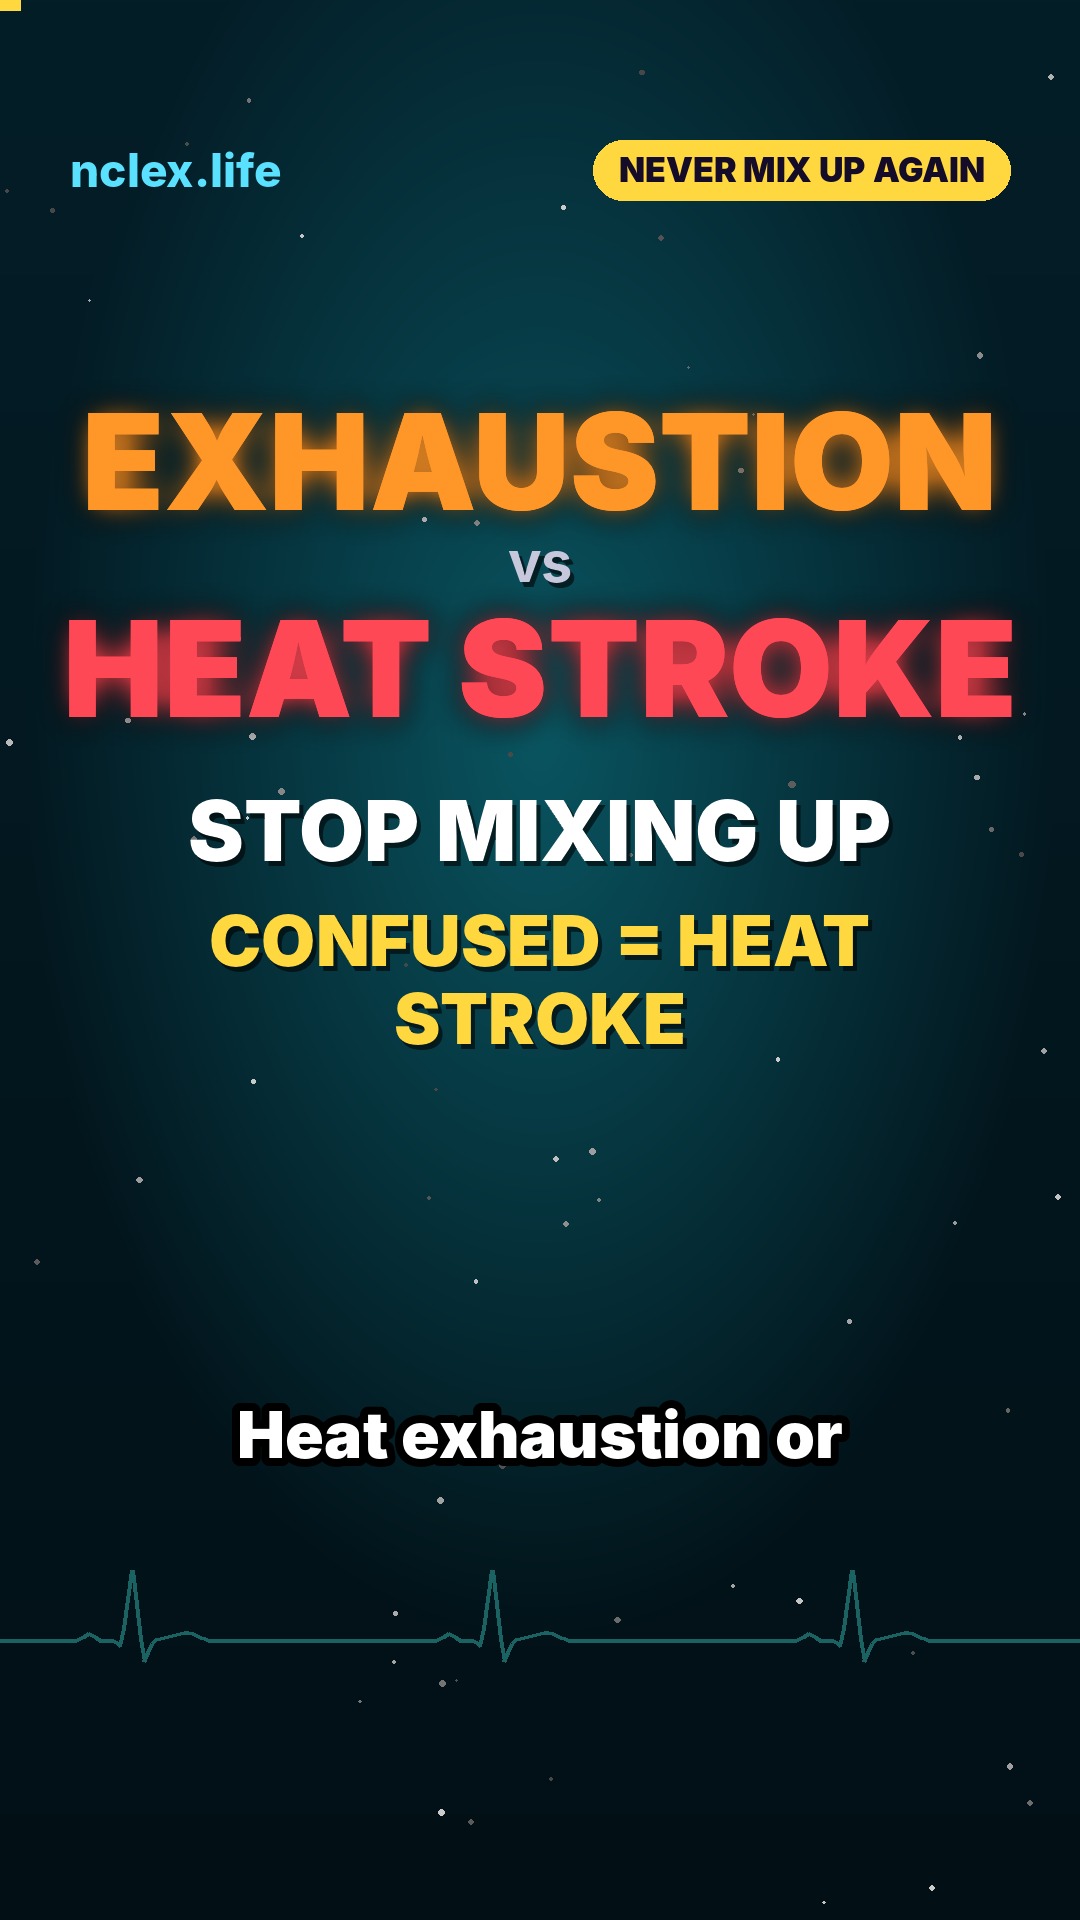 nclex.life
NEVER MIX UP AGAIN
EXHAUSTION
VS
HEAT STROKE
STOP MIXING UP
CONFUSED = HEAT
STROKE
Heat exhaustion or